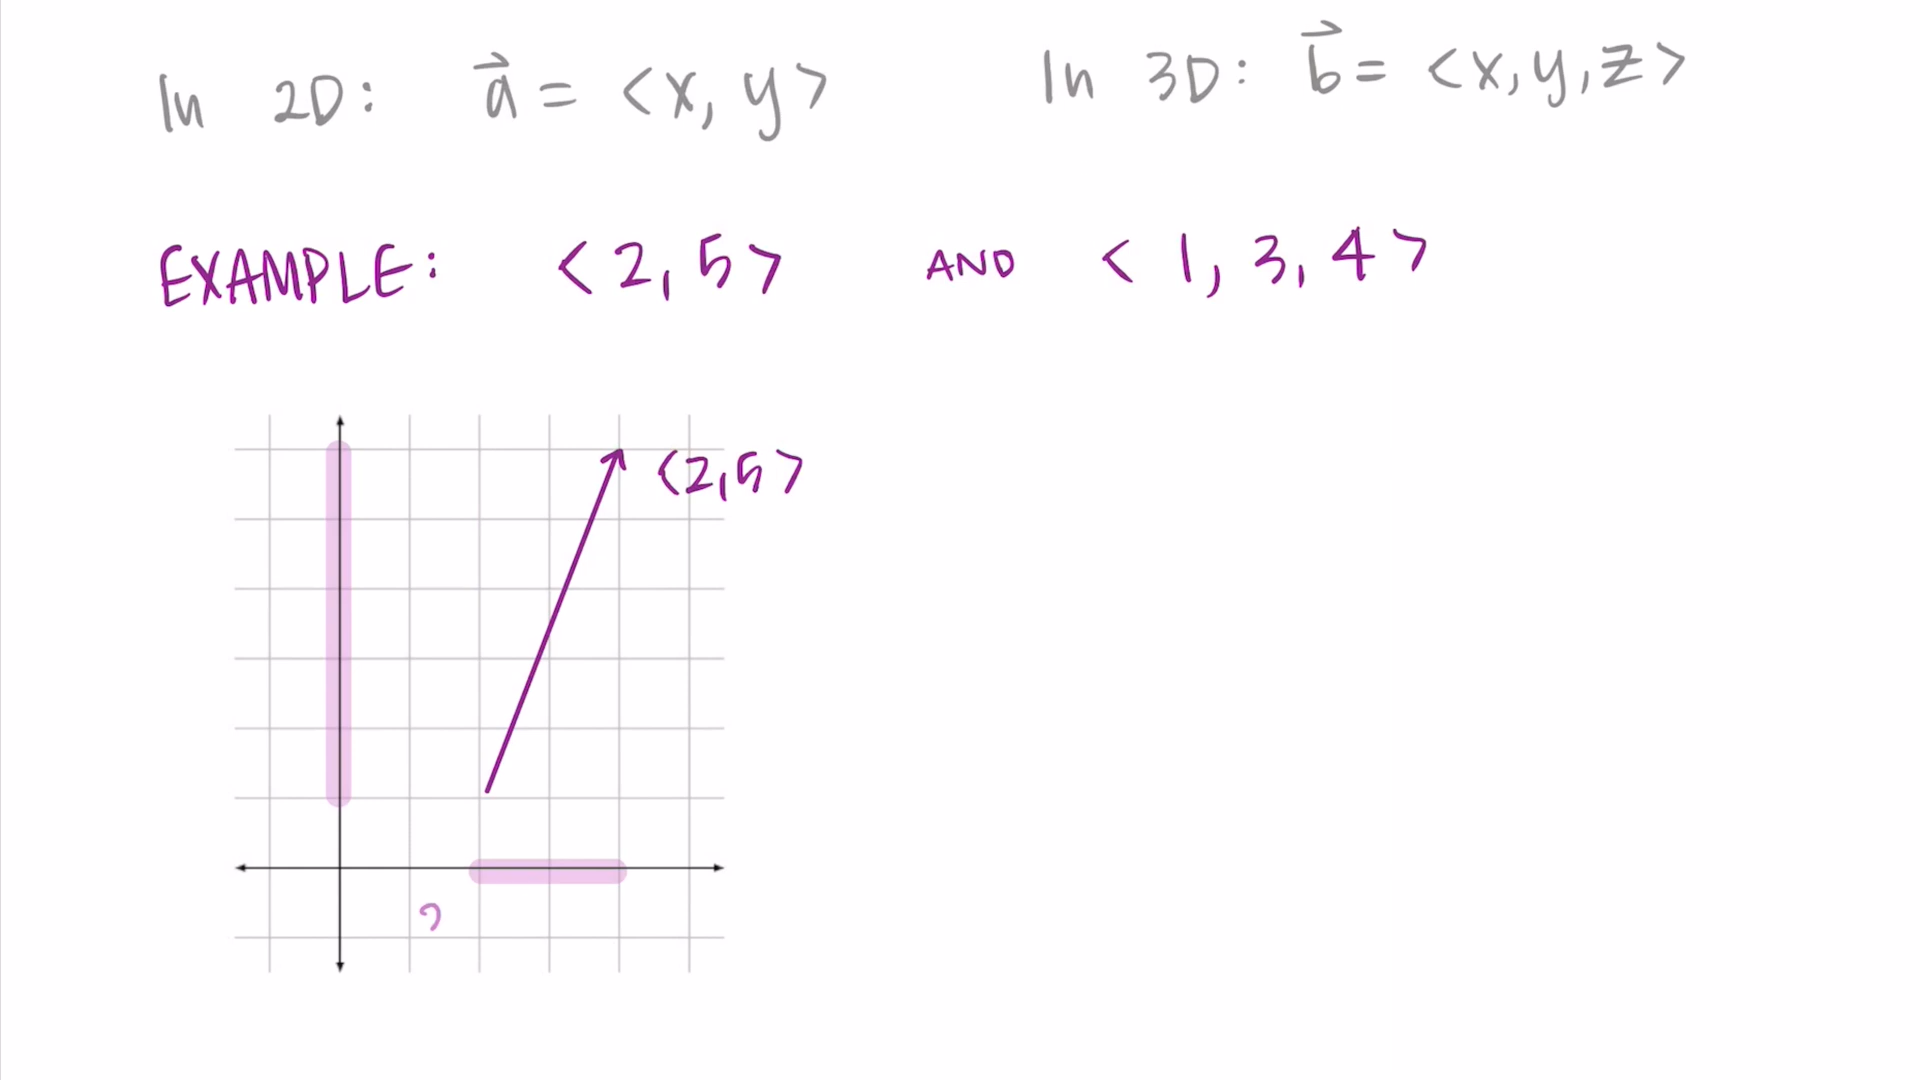 In 2D: a⃗ = <x, y> In 3D: b⃗ = <x, y, z>
EXAMPLE: <2, 5> AND <1, 3, 4>
<2,5>